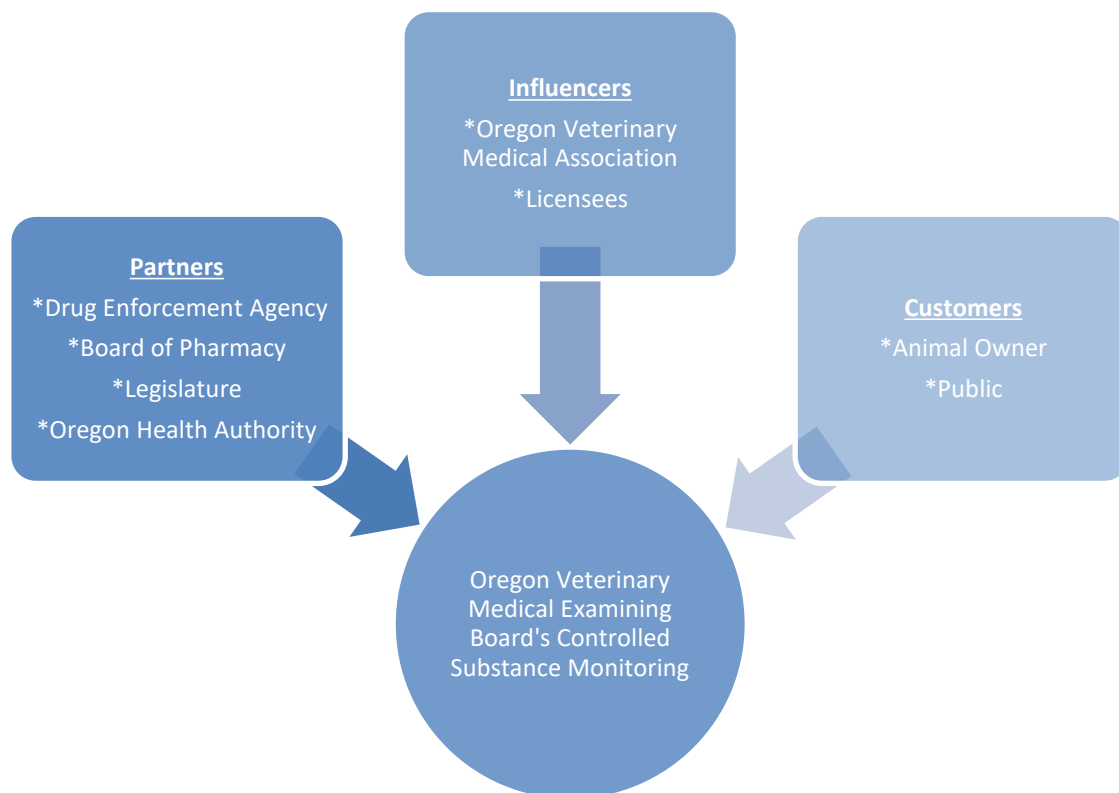 Influencers
*Oregon Veterinary
Medical Association
*Licensees
Partners
*Drug Enforcement Agency
*Board of Pharmacy
*Legislature
*Oregon Health Authority
Customers
*Animal Owner
*Public
Oregon Veterinary
Medical Examining
Board's Controlled
Substance Monitoring